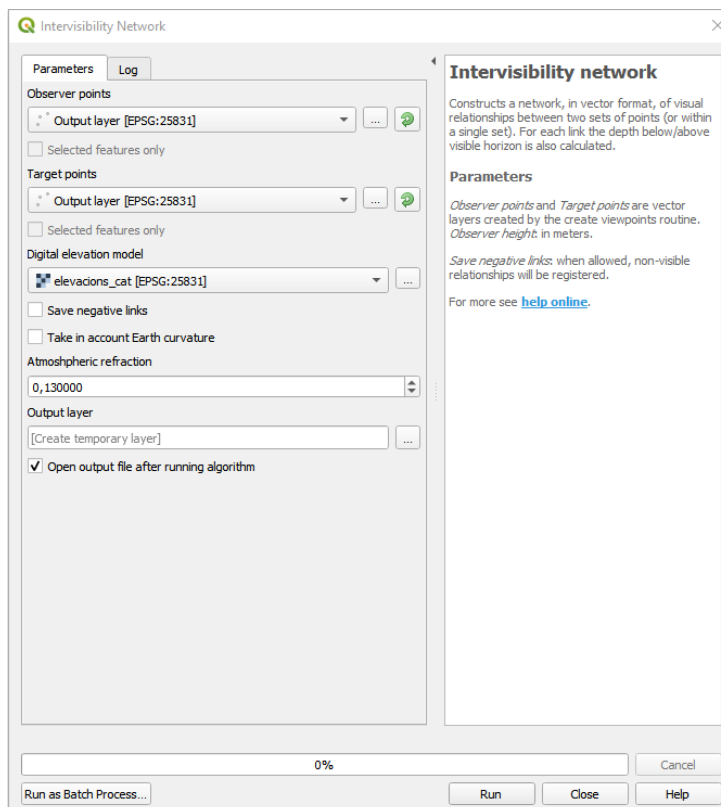 Intervisibility Network
Parameters
Log
Observer points
Output layer [EPSG:25831]
...
Selected features only
Target points
Output layer [EPSG:25831]
...
Selected features only
Digital elevation model
elevacions_cat [EPSG:25831]
...
Save negative links
Take in account Earth curvature
Atmoshpheric refraction
0,130000
Output layer
[Create temporary layer]
...
Open output file after running algorithm
Intervisibility network
Constructs a network, in vector format, of visual
relationships between two sets of points (or within
a single set). For each link the depth below/above
visible horizon is also calculated.
Parameters
Observer points and Target points are vector
layers created by the create viewpoints routine.
Observer height: in meters.
Save negative links: when allowed, non-visible
relationships will be registered.
For more see help online.
0%
Cancel
Run as Batch Process...
Run
Close
Help